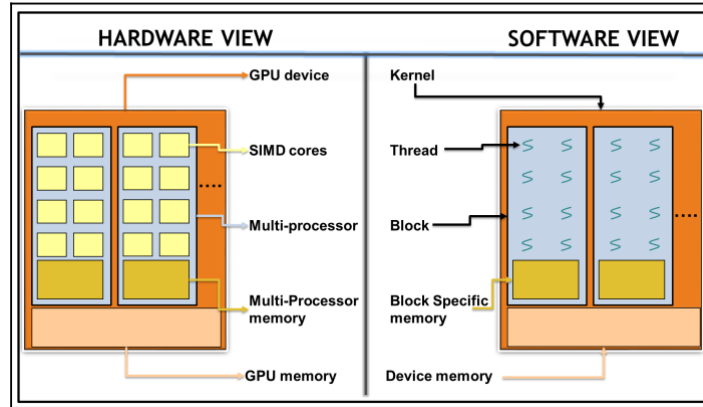 HARDWARE VIEW
GPU device
SIMD cores
....
Multi-processor
Multi-Processor
memory
GPU memory
SOFTWARE VIEW
Kernel
Thread
Block
....
Block Specific
memory
Device memory